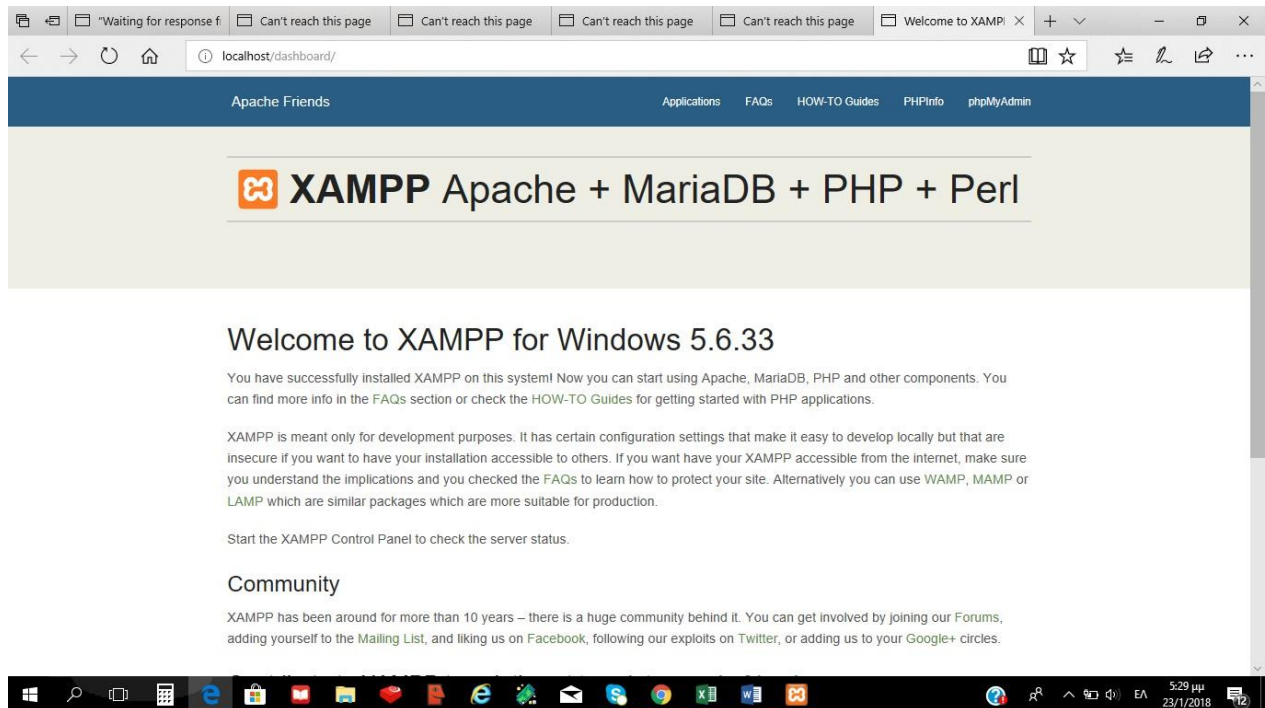 "Waiting for response f
Can't reach this page
Can't reach this page
Can't reach this page
Can't reach this page
Welcome to XAMP
localhost/dashboard/
Apache Friends
Applications FAQs HOW-TO Guides PHPInfo phpMyAdmin
XAMPP Apache + MariaDB + PHP + Perl
Welcome to XAMPP for Windows 5.6.33
You have successfully installed XAMPP on this system! Now you can start using Apache, MariaDB, PHP and other components. You
can find more info in the FAQs section or check the HOW-TO Guides for getting started with PHP applications.
XAMPP is meant only for development purposes. It has certain configuration settings that make it easy to develop locally but that are
insecure if you want to have your installation accessible to others. If you want have your XAMPP accessible from the internet, make sure
you understand the implications and you checked the FAQs to learn how to protect your site. Alternatively you can use WAMP, MAMP or
LAMP which are similar packages which are more suitable for production.
Start the XAMPP Control Panel to check the server status.
Community
XAMPP has been around for more than 10 years – there is a huge community behind it. You can get involved by joining our Forums,
adding yourself to the Mailing List, and liking us on Facebook, following our exploits on Twitter, or adding us to your Google+ circles.
ΕΛ
5:29 μμ
23/1/2018
12